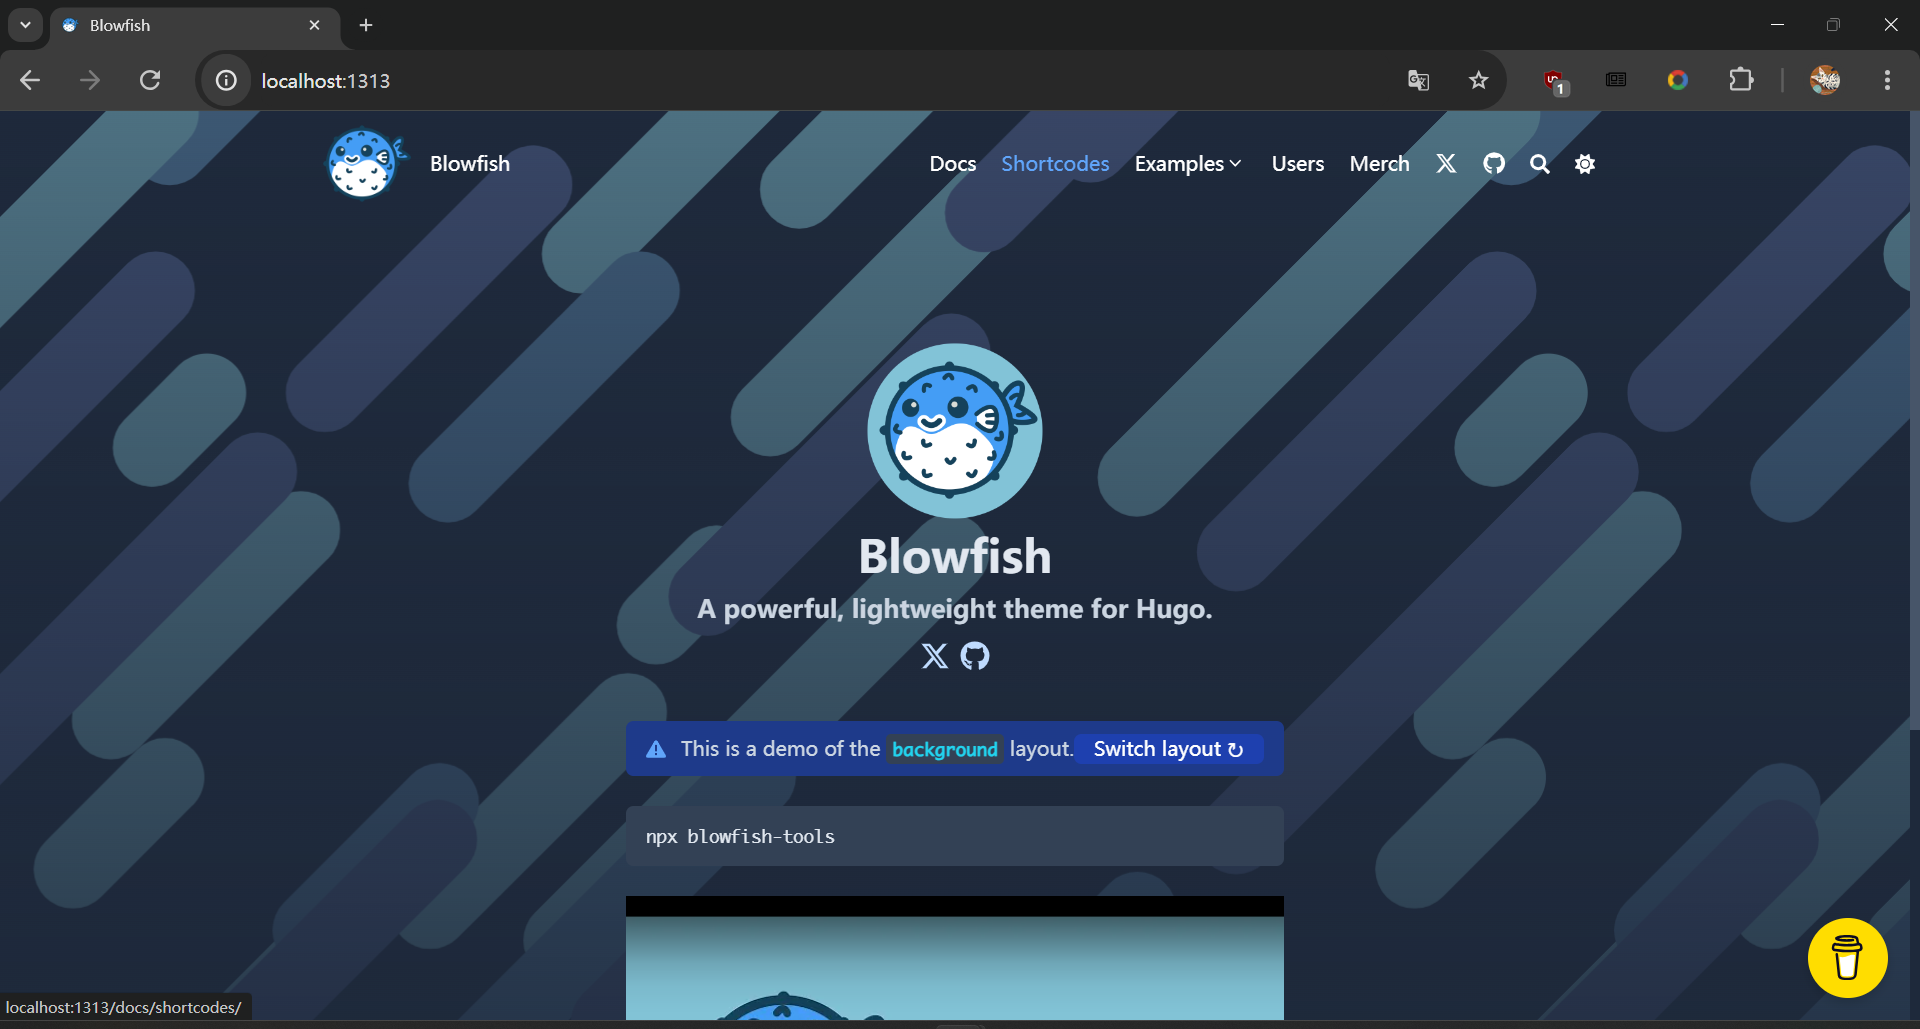 Blowfish
localhost:1313
1
Blowfish
Docs Shortcodes Examples Users Merch
Blowfish
A powerful, lightweight theme for Hugo.
This is a demo of the background layout. Switch layout ↻
npx blowfish-tools
localhost:1313/docs/shortcodes/